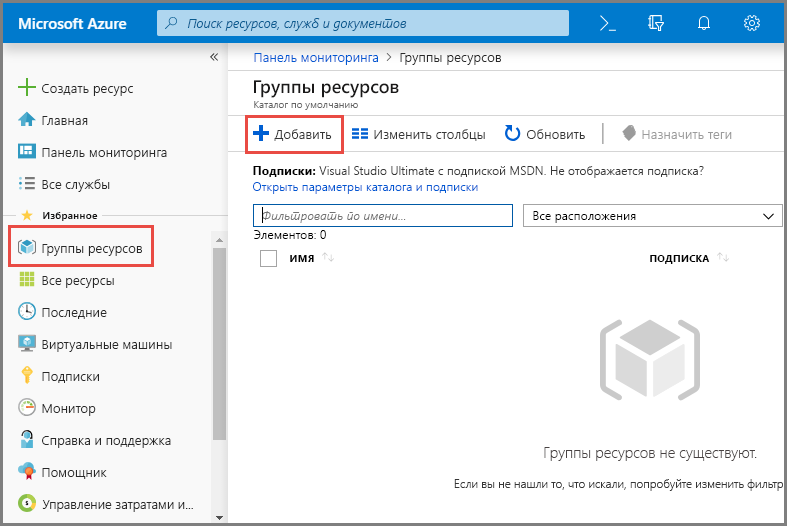 Microsoft Azure
Поиск ресурсов, служб и документов
Создать ресурс
Главная
Панель мониторинга
Все службы
Избранное
Группы ресурсов
Все ресурсы
Последние
Виртуальные машины
Подписки
Монитор
Справка и поддержка
Помощник
Управление затратами и...
Панель мониторинга > Группы ресурсов
Группы ресурсов
Каталог по умолчанию
Добавить Изменить столбцы Обновить Назначить теги
Подписки: Visual Studio Ultimate с подпиской MSDN. Не отображается подписка?
Открыть параметры каталога и подписки
Фильтровать по имени... Все расположения
Элементов: 0
ИМЯ ПОДПИСКА
Группы ресурсов не существуют.
Если вы не нашли то, что искали, попробуйте изменить фильтр